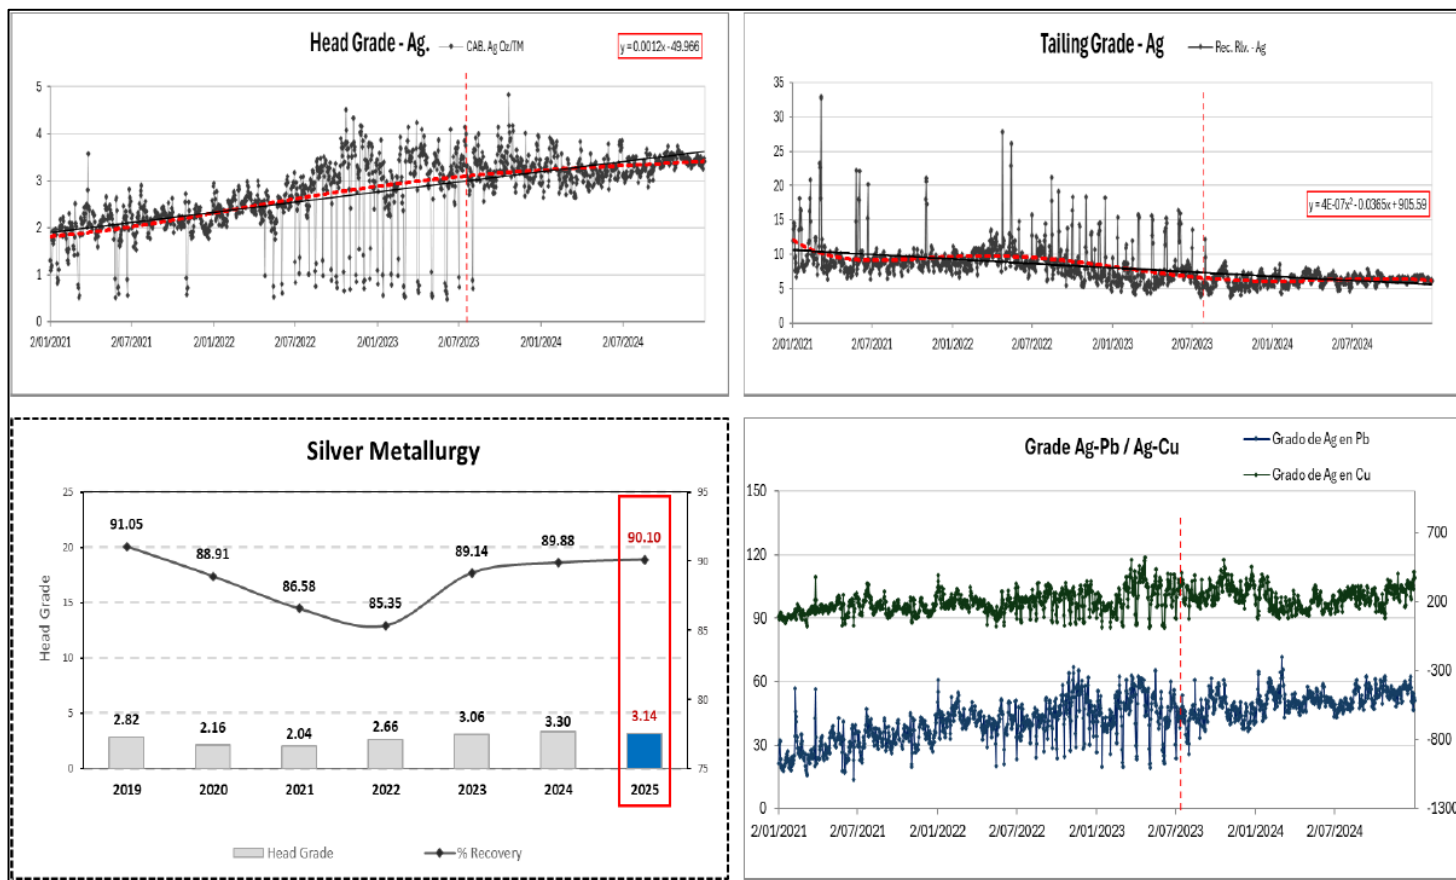 Head Grade - Ag.
CAB. Ag Oz/TM
y = 0.0012x - 49.966
5
4
3
2
1
0
2/01/2021 2/07/2021 2/01/2022 2/07/2022 2/01/2023 2/07/2023 2/01/2024 2/07/2024
Tailing Grade - Ag
Rec. Rlv. - Ag
35
30
25
20
15
10
5
0
y = 4E-07x² - 0.0365x + 905.59
2/01/2021 2/07/2021 2/01/2022 2/07/2022 2/01/2023 2/07/2023 2/01/2024 2/07/2024
Silver Metallurgy
Head Grade
25
20
15
10
5
0
95
90
85
80
75
91.05 88.91 86.58 85.35 89.14 89.88 90.10
2.82 2.16 2.04 2.66 3.06 3.30 3.14
2019 2020 2021 2022 2023 2024 2025
Head Grade % Recovery
Grade Ag-Pb / Ag-Cu
Grado de Ag en Pb
Grado de Ag en Cu
150
120
90
60
30
0
700
200
-300
-800
-1300
2/01/2021 2/07/2021 2/01/2022 2/07/2022 2/01/2023 2/07/2023 2/01/2024 2/07/2024